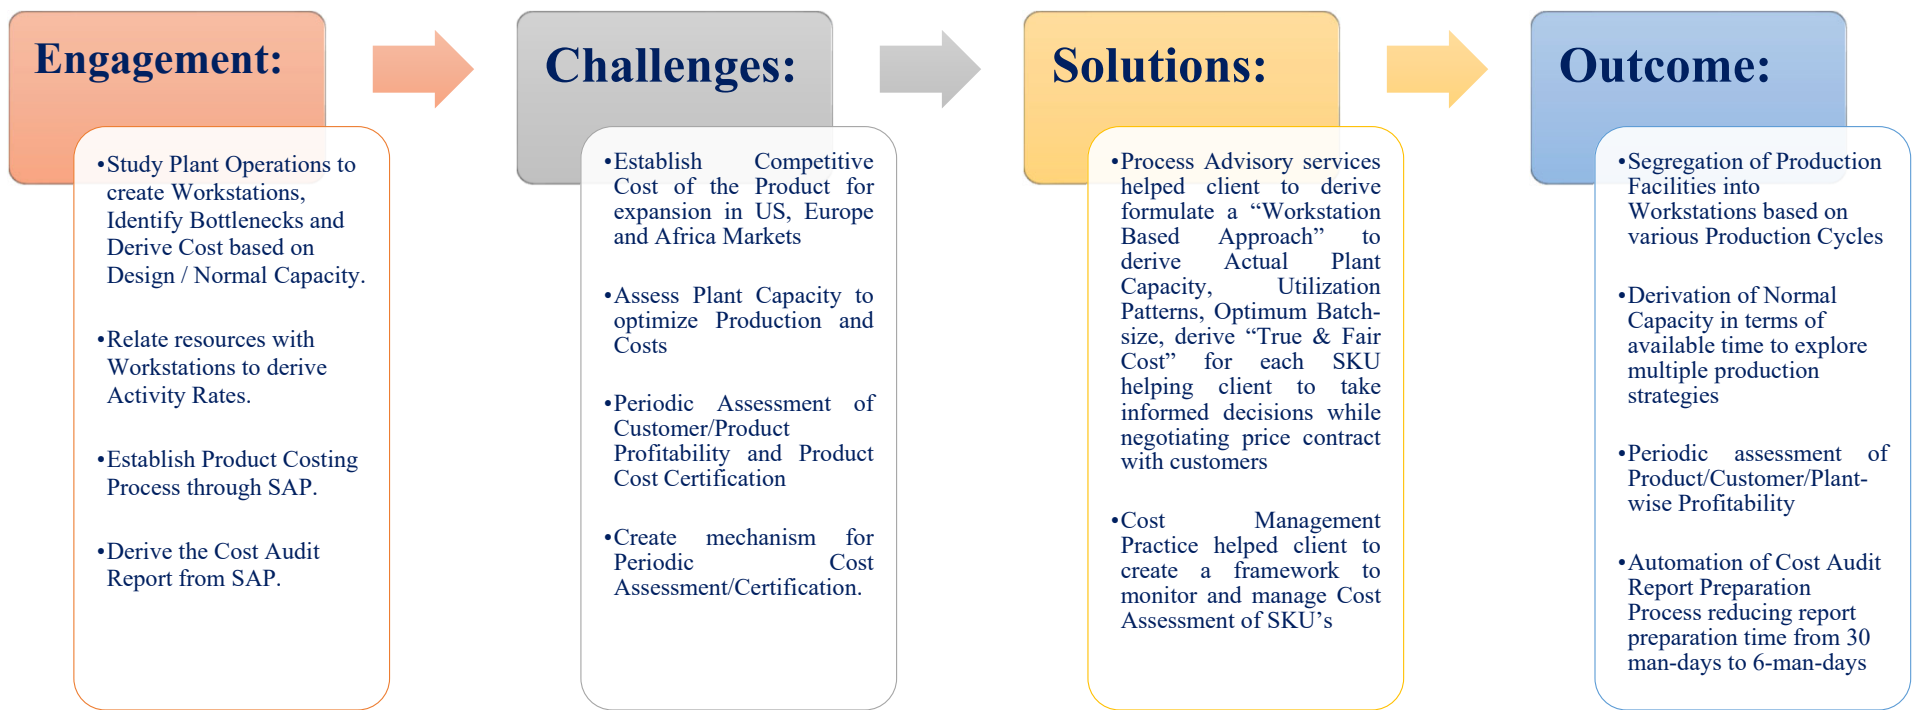 Engagement:
•Study Plant Operations to
create Workstations,
Identify Bottlenecks and
Derive Cost based on
Design / Normal Capacity.
•Relate resources with
Workstations to derive
Activity Rates.
•Establish Product Costing
Process through SAP.
•Derive the Cost Audit
Report from SAP.
Challenges:
•Establish Competitive
Cost of the Product for
expansion in US, Europe
and Africa Markets
•Assess Plant Capacity to
optimize Production and
Costs
•Periodic Assessment of
Customer/Product
Profitability and Product
Cost Certification
•Create mechanism for
Periodic Cost
Assessment/Certification.
Solutions:
•Process Advisory services
helped client to derive
formulate a “Workstation
Based Approach” to
derive Actual Plant
Capacity, Utilization
Patterns, Optimum Batch-
size, derive “True & Fair
Cost” for each SKU
helping client to take
informed decisions while
negotiating price contract
with customers
•Cost Management
Practice helped client to
create a framework to
monitor and manage Cost
Assessment of SKU’s
Outcome:
•Segregation of Production
Facilities into
Workstations based on
various Production Cycles
•Derivation of Normal
Capacity in terms of
available time to explore
multiple production
strategies
•Periodic assessment of
Product/Customer/Plant-
wise Profitability
•Automation of Cost Audit
Report Preparation
Process reducing report
preparation time from 30
man-days to 6-man-days